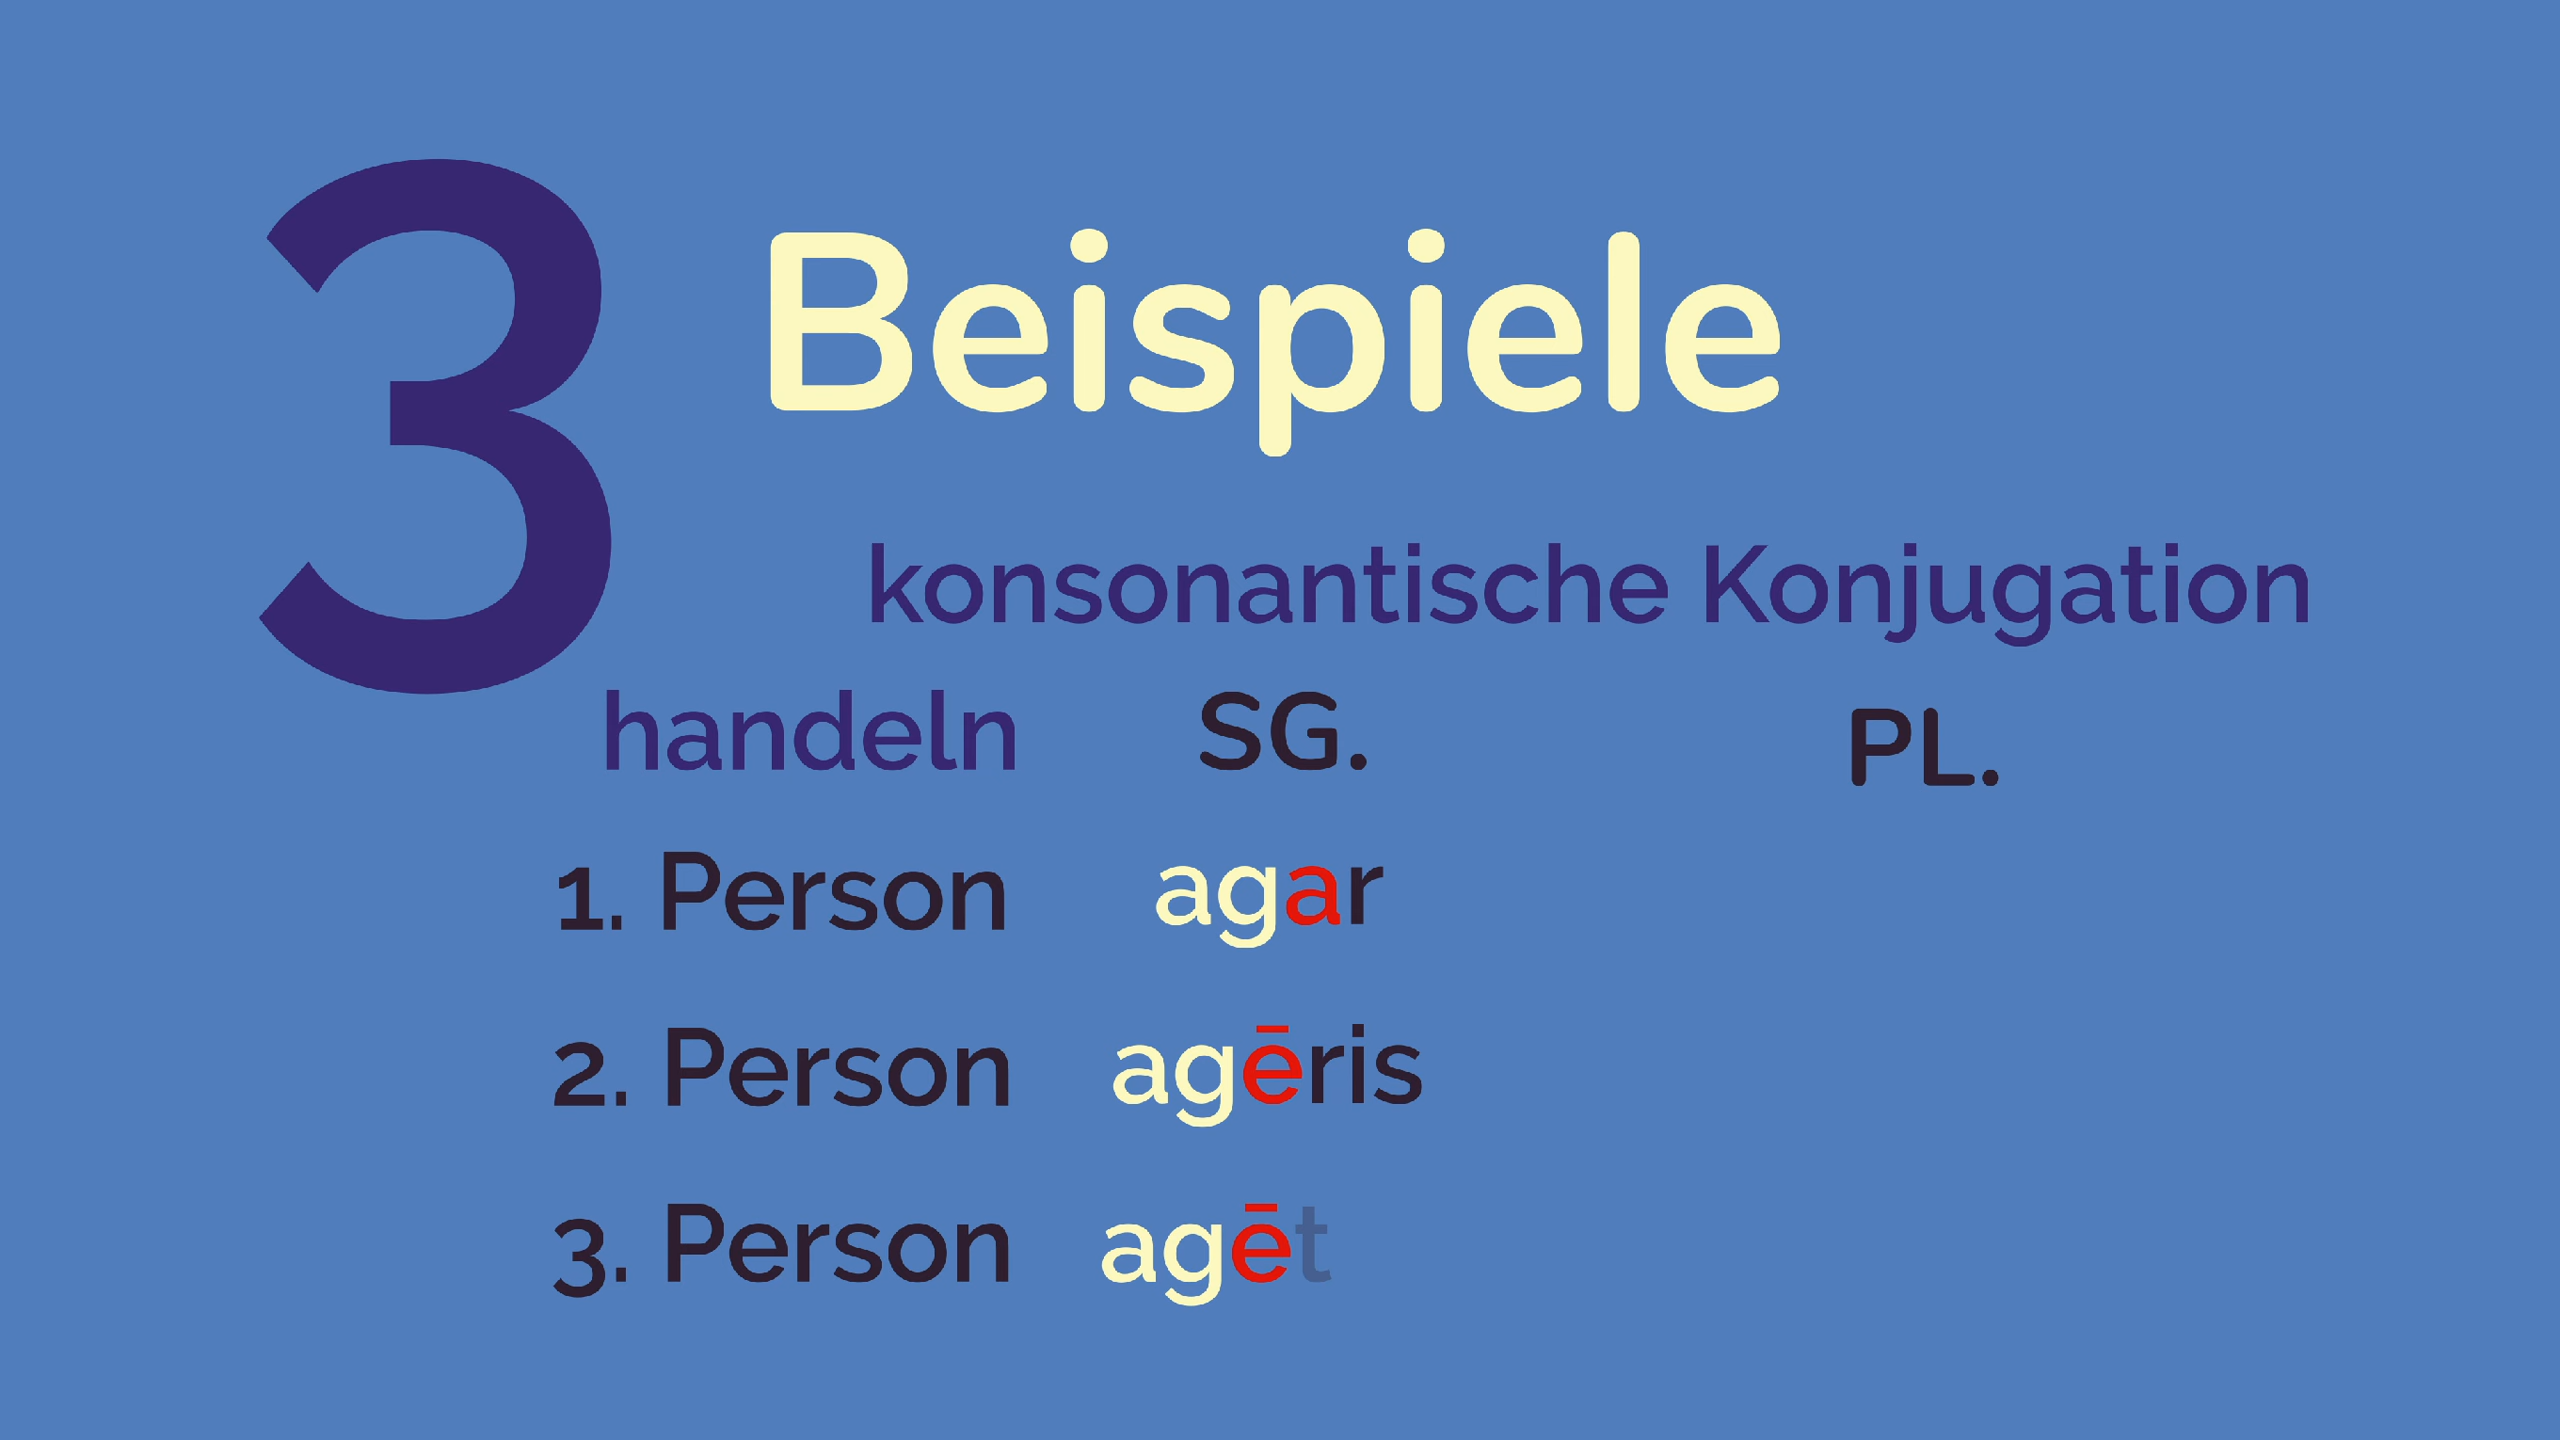 3 Beispiele
konsonantische Konjugation
handeln SG. PL.
1. Person agar
2. Person agēris
3. Person agēt